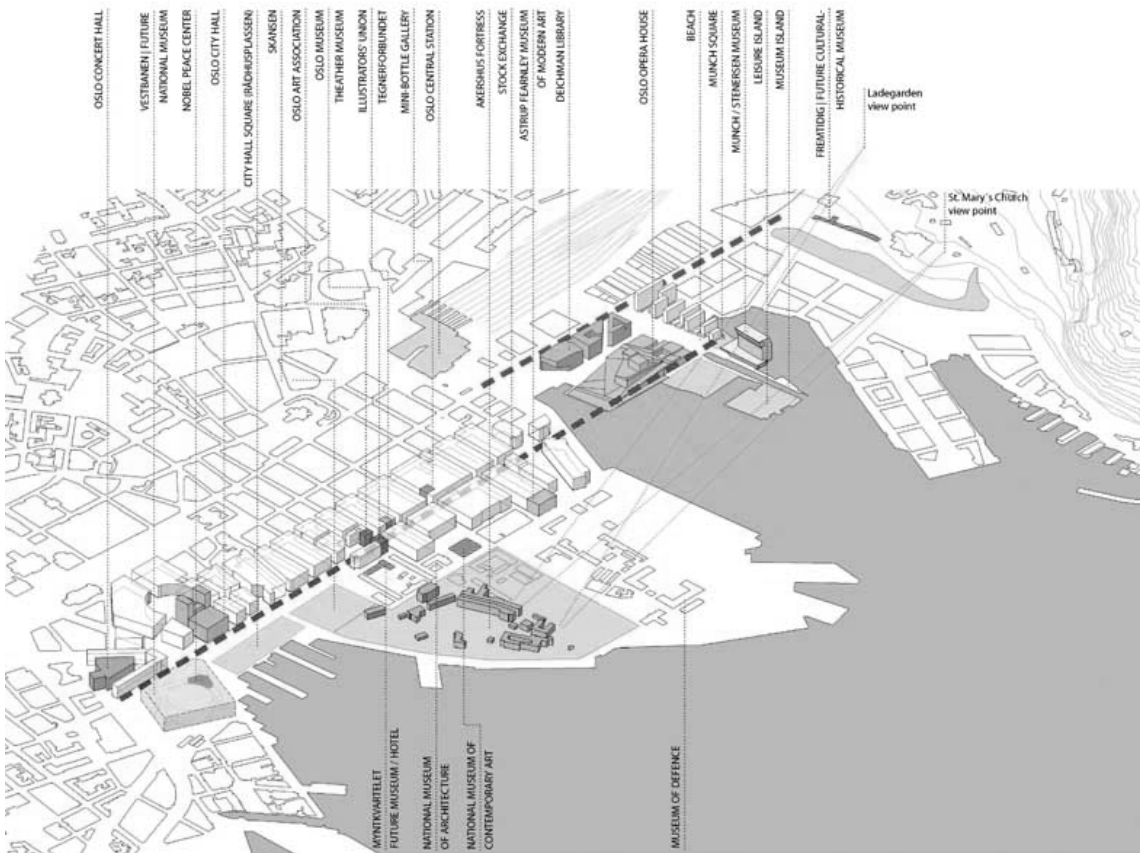 OSLO CONCERT HALL
VESTBANEN | FUTURE
NATIONAL MUSEUM
NOBEL PEACE CENTER
OSLO CITY HALL
CITY HALL SQUARE (RÅDHUSPLASSEN)
SKANSEN
OSLO ART ASSOCIATION
OSLO MUSEUM
THEATHER MUSEUM
ILLUSTRATORS' UNION
TEGNERFORBUNDET
MINI-BOTTLE GALLERY
OSLO CENTRAL STATION
AKERSHUS FORTRESS
STOCK EXCHANGE
ASTRUP FEARNLEY MUSEUM
OF MODERN ART
DEICHMAN LIBRARY
OSLO OPERA HOUSE
BEACH
MUNCH SQUARE
MUNCH / STENERSEN MUSEUM
LEISURE ISLAND
MUSEUM ISLAND
FREMTIDIG | FUTURE CULTURAL-
HISTORICAL MUSEUM
Ladegarden
view point
St. Mary´s Church
view point
MYNTKVARTELET
FUTURE MUSEUM / HOTEL
NATIONAL MUSEUM
OF ARCHITECTURE
NATIONAL MUSEUM OF
CONTEMPORARY ART
MUSEUM OF DEFENCE